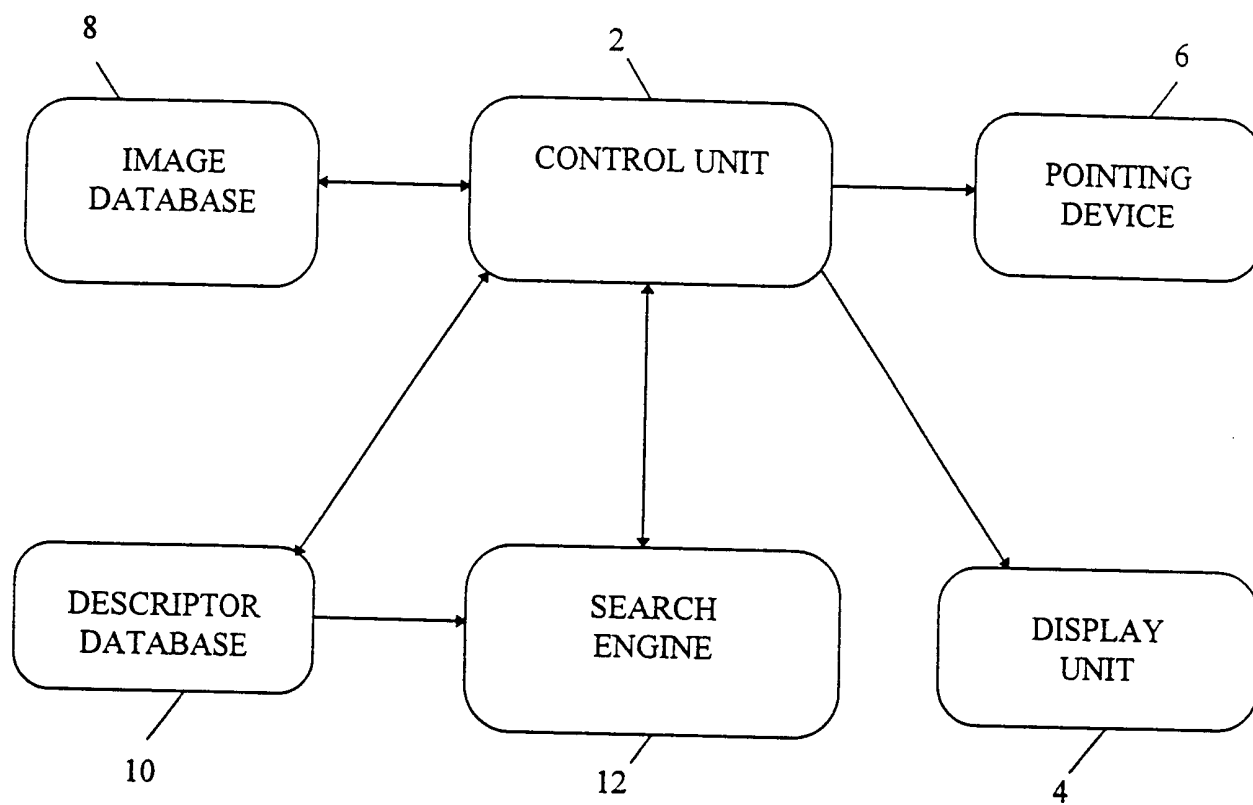 8
2
6
IMAGE
DATABASE
CONTROL UNIT
POINTING
DEVICE
DESCRIPTOR
DATABASE
SEARCH
ENGINE
DISPLAY
UNIT
10
12
4